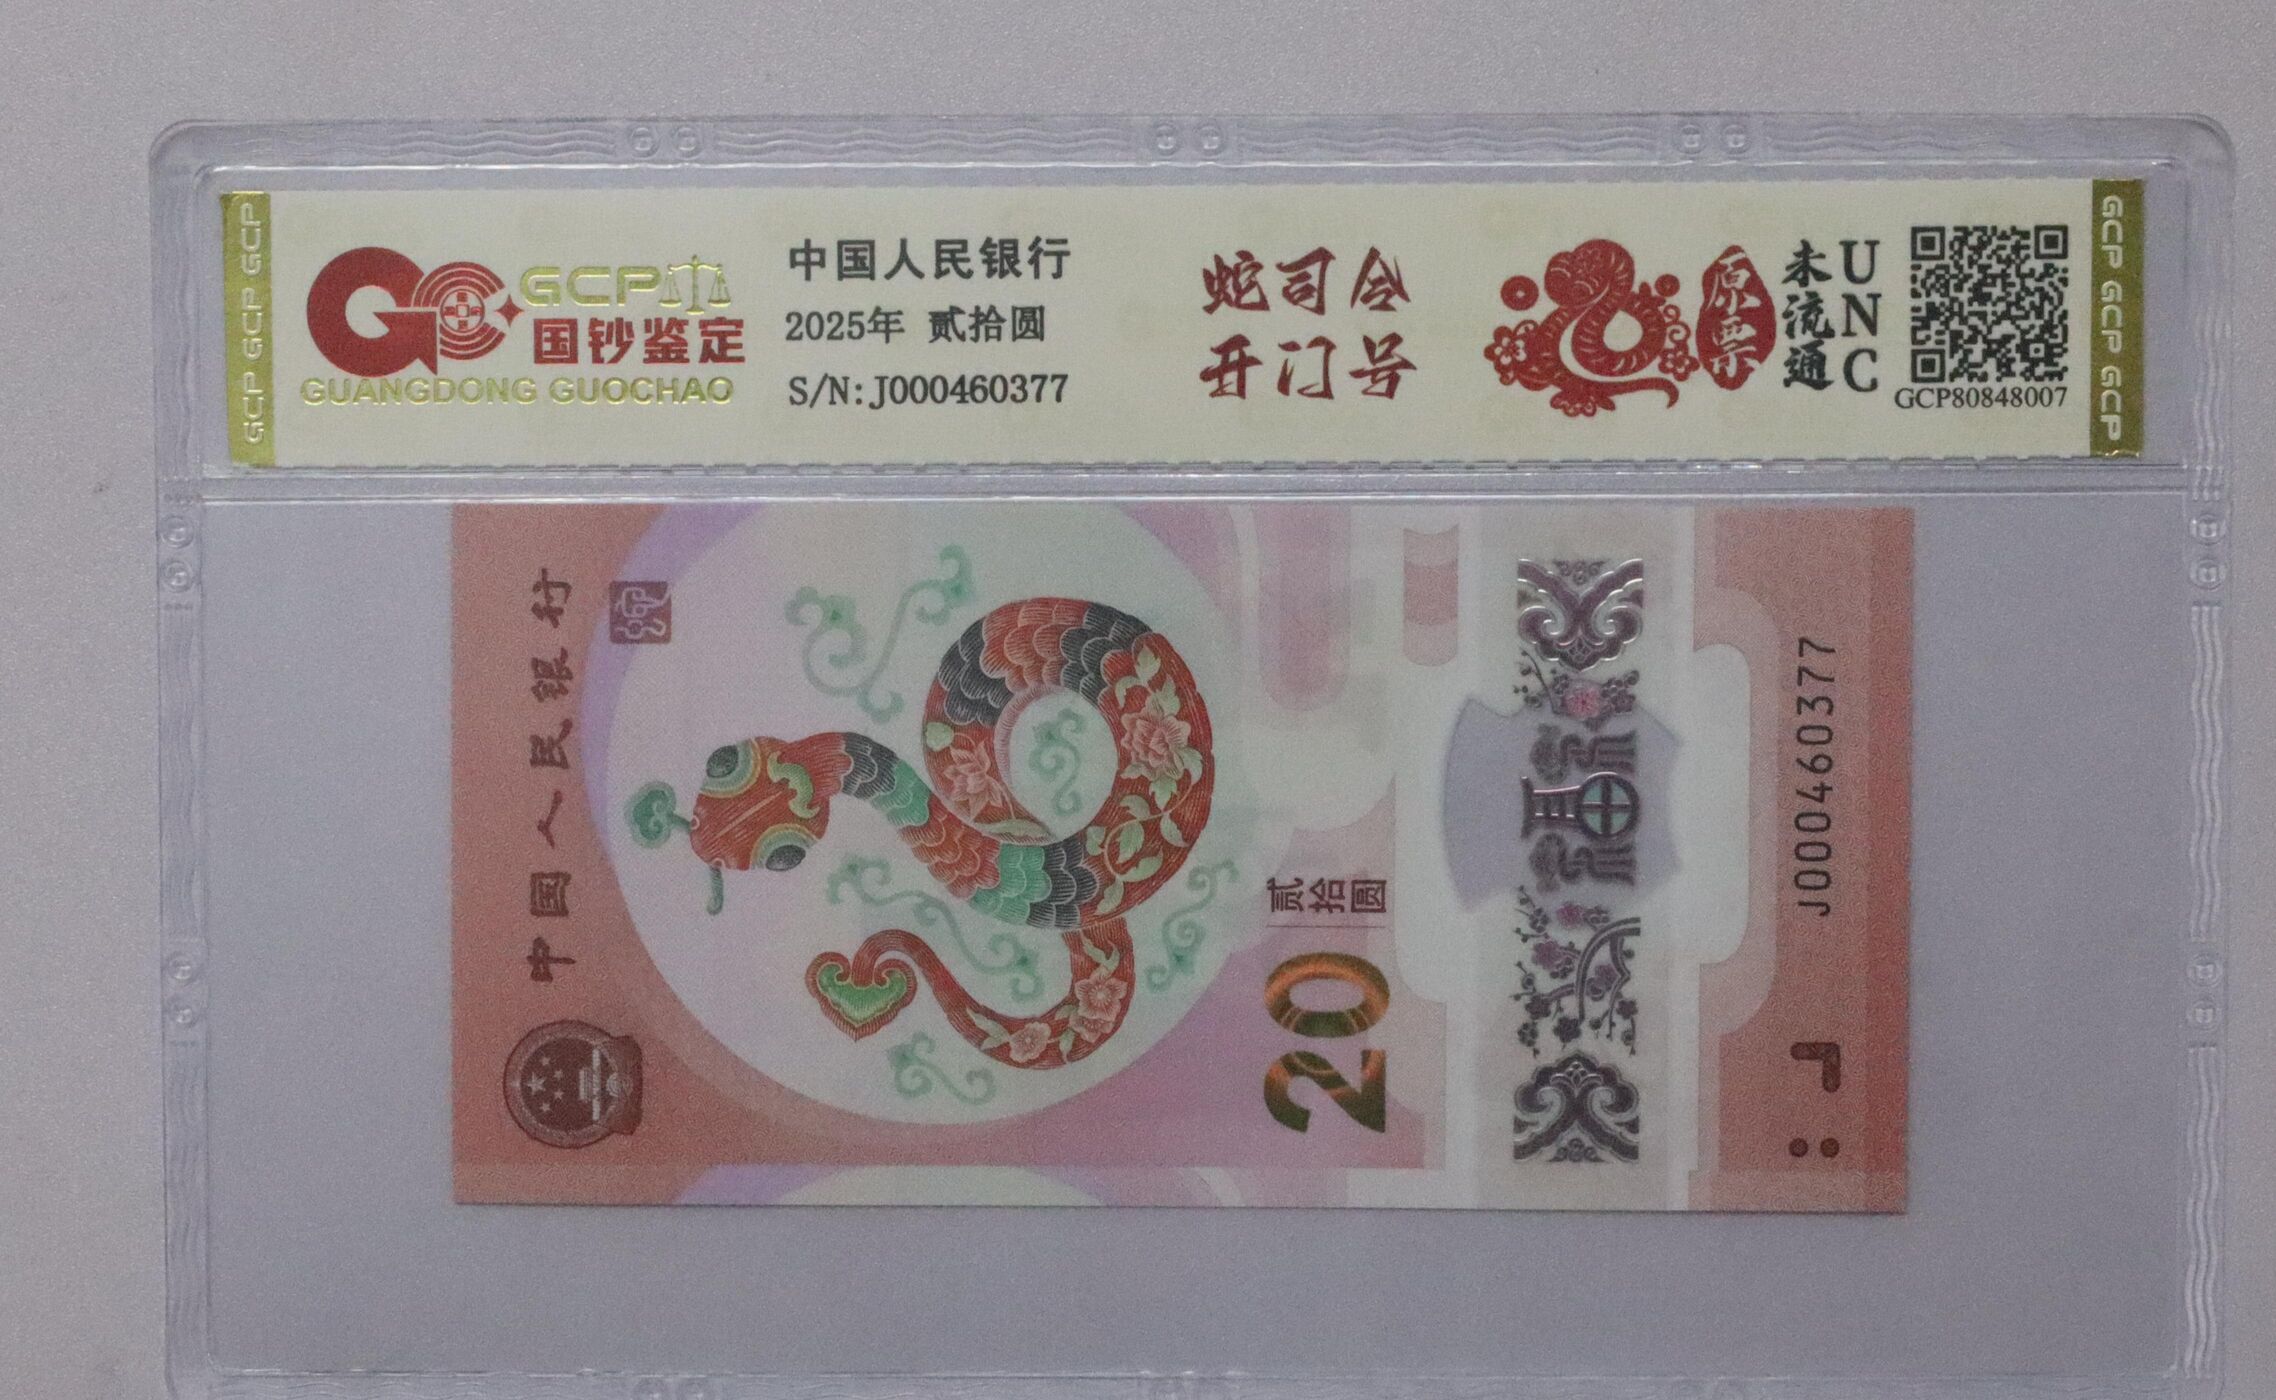 GCP GCP GCP
GCP
国钞鉴定
GUANGDONG GUOCHAO
中国人民银行
2025年 贰拾圆
S/N:J000460377
蛇司令
开门号
原票
未流通
UNC
GCP80848007
GCP GCP GCP
中国人民银行
20
贰拾圆
J000460377